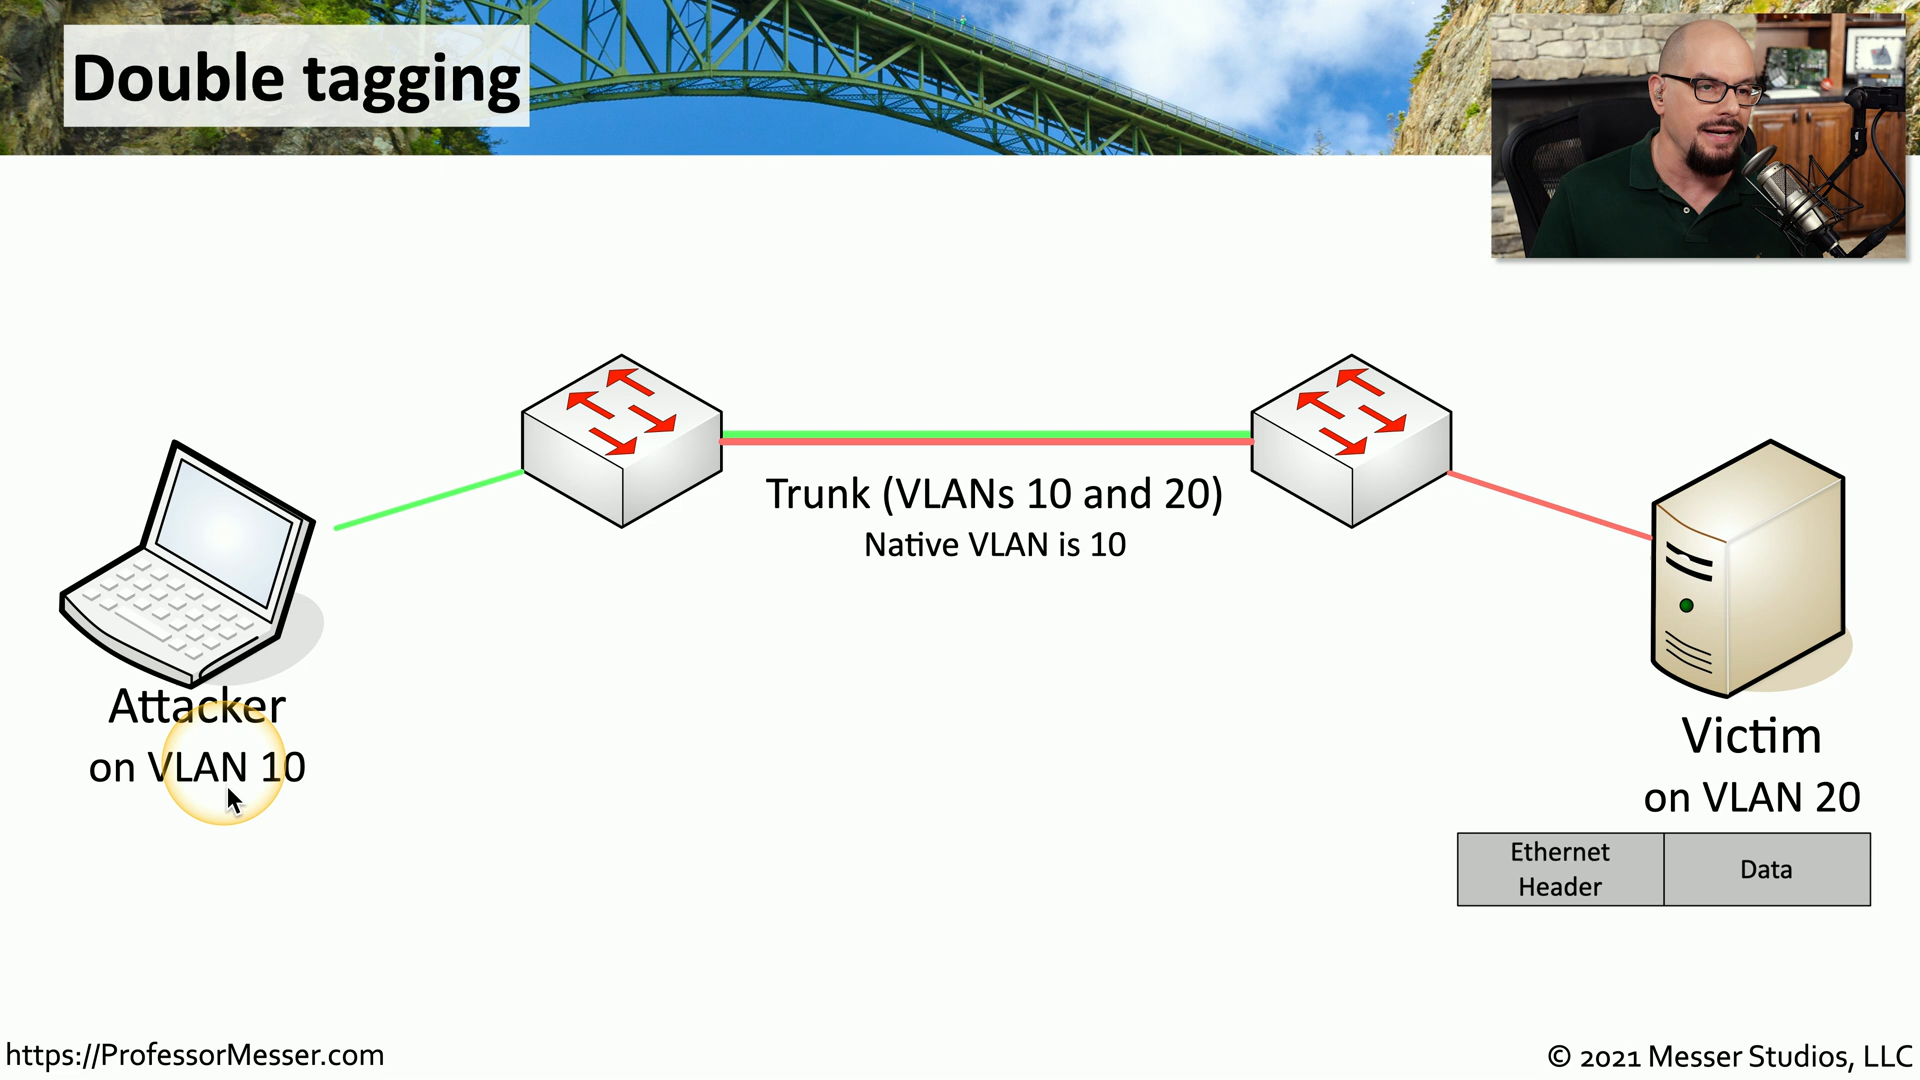 Double tagging
Trunk (VLANs 10 and 20)
Native VLAN is 10
Attacker
on VLAN 10
Victim
on VLAN 20
Ethernet
Header
Data
https://ProfessorMesser.com
© 2021 Messer Studios, LLC